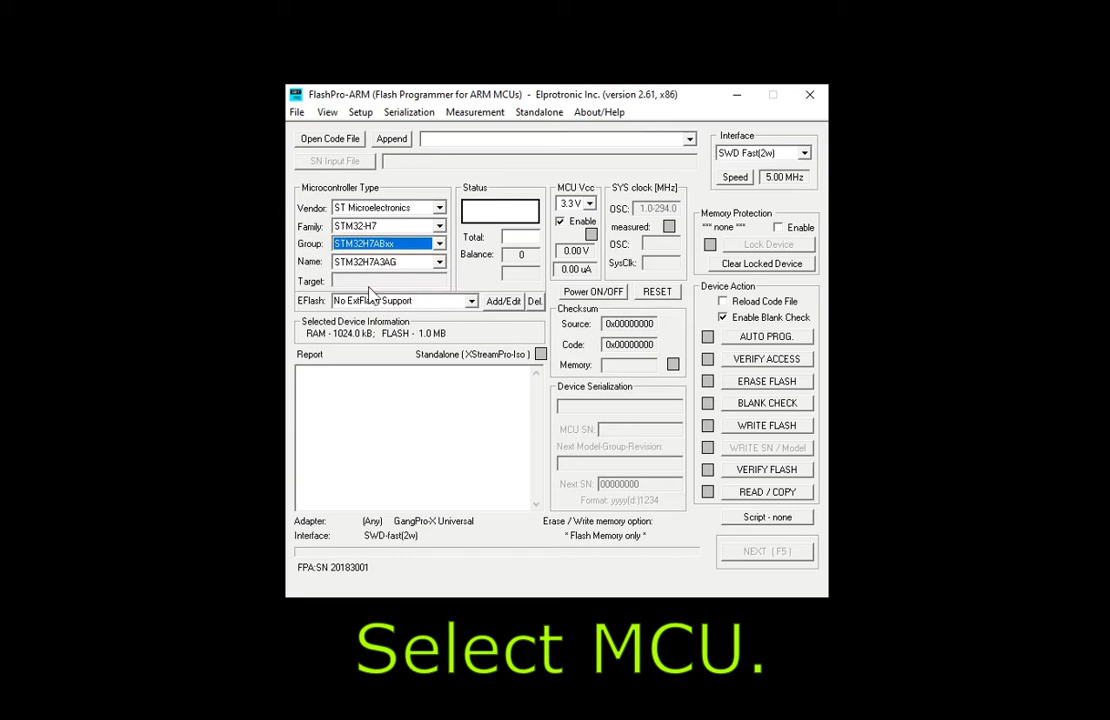 FlashPro-ARM (Flash Programmer for ARM MCUs) - Elprotronic Inc. (version 2.61, x86)
File View Setup Serialization Measurement Standalone About/Help
Open Code File Append
SN Input File
Interface
SWD Fast(2w)
Speed 5.00 MHz
Microcontroller Type
Vendor: ST Microelectronics
Family: STM32-H7
Group: STM32H7ABxx
Name: STM32H7A3AG
Target:
EFlash: No ExtFlash Support Add/Edit Del.
Status
Total:
Balance: 0
MCU Vcc
3.3 V
Enable
0.00 V
0.00 uA
SYS clock [MHz]
OSC: 1.0-294.0
measured:
OSC:
SysClk:
Power ON/OFF RESET
Memory Protection
*** none *** Enable
Lock Device
Clear Locked Device
Selected Device Information
RAM - 1024.0 kB; FLASH - 1.0 MB
Report Standalone ( XStreamPro-Iso )
Checksum
Source: 0x00000000
Code: 0x00000000
Memory:
Device Serialization
MCU SN:
Next Model-Group-Revision:
Next SN: 00000000
Format: yyyy(d:)1234
Device Action
Reload Code File
Enable Blank Check
AUTO PROG.
VERIFY ACCESS
ERASE FLASH
BLANK CHECK
WRITE FLASH
WRITE SN / Model
VERIFY FLASH
READ / COPY
Script - none
NEXT ( F5 )
Adapter: (Any) GangPro-X Universal
Interface: SWD-fast(2w)
Erase / Write memory option:
* Flash Memory only *
FPA:SN 20183001
Select MCU.